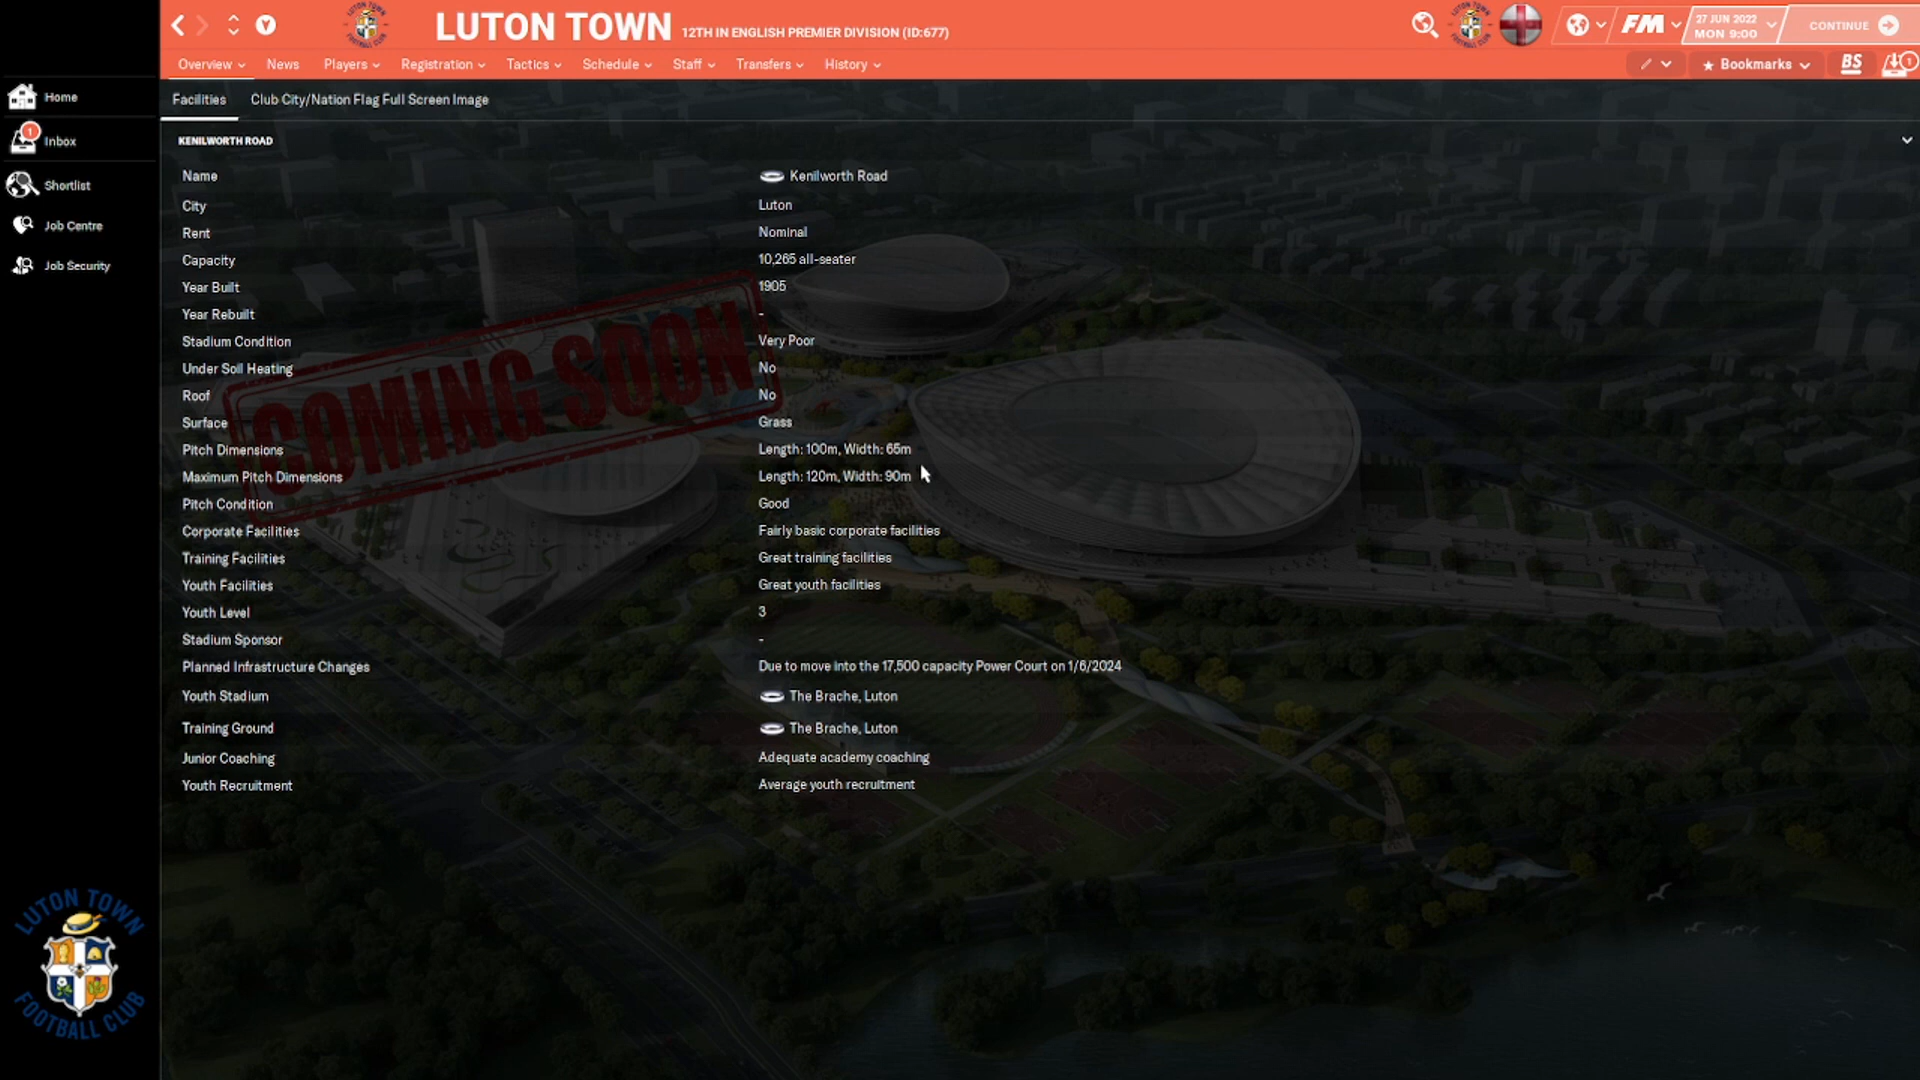 LUTON TOWN 12TH IN ENGLISH PREMIER DIVISION (ID:677)
FM 27 JUN 2022 MON 9:00 CONTINUE
Overview News Players Registration Tactics Schedule Staff Transfers History Bookmarks BS 1
Home
1 Inbox
Shortlist
Job Centre
Job Security
Facilities Club City/Nation Flag Full Screen Image
KENILWORTH ROAD
Name Kenilworth Road
City Luton
Rent Nominal
Capacity 10,265 all-seater
Year Built 1905
Year Rebuilt -
Stadium Condition Very Poor
Under Soil Heating No
Roof No
Surface Grass
Pitch Dimensions Length: 100m, Width: 65m
Maximum Pitch Dimensions Length: 120m, Width: 90m
Pitch Condition Good
Corporate Facilities Fairly basic corporate facilities
Training Facilities Great training facilities
Youth Facilities Great youth facilities
Youth Level 3
Stadium Sponsor -
Planned Infrastructure Changes Due to move into the 17,500 capacity Power Court on 1/6/2024
Youth Stadium The Brache, Luton
Training Ground The Brache, Luton
Junior Coaching Adequate academy coaching
Youth Recruitment Average youth recruitment
COMING SOON
LUTON TOWN
FOOTBALL CLUB